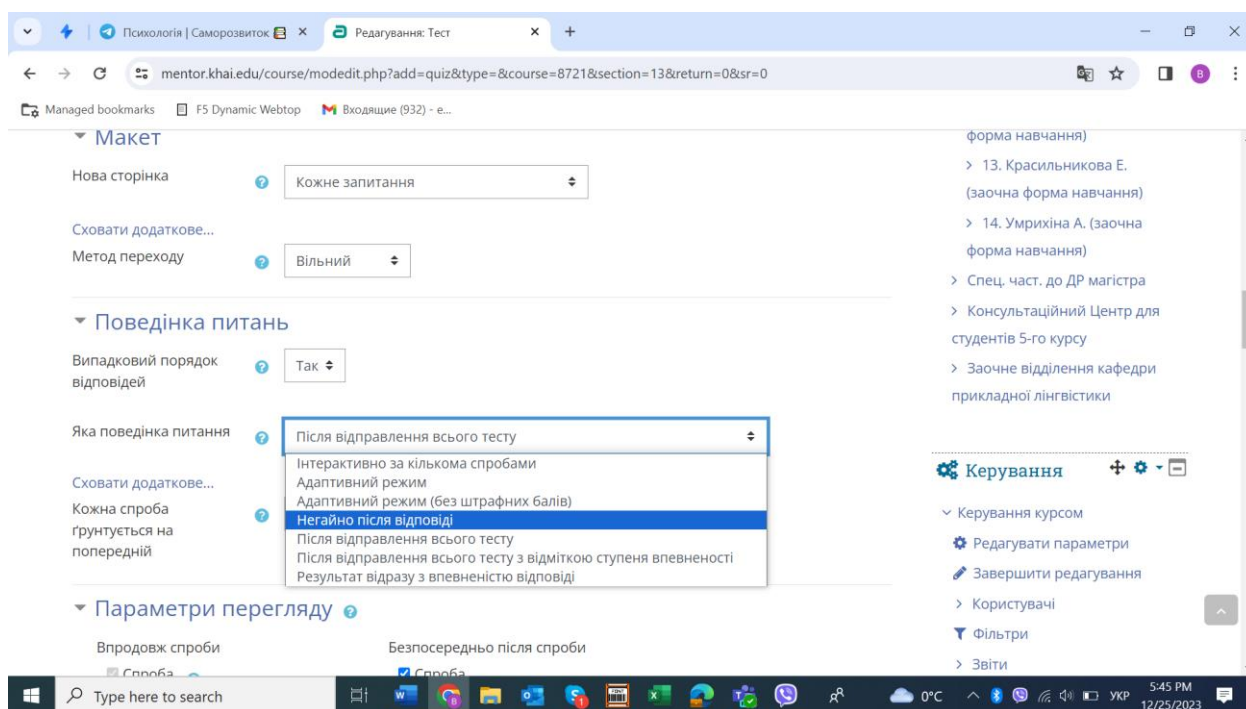 Психологія | Саморозвиток
Редагування: Тест
mentor.khai.edu/course/modedit.php?add=quiz&type=&course=8721&section=13&return=0&sr=0
B
Managed bookmarks
F5 Dynamic Webtop
Входящие (932) - e...
Макет
Нова сторінка
Кожне запитання
Сховати додаткове...
Метод переходу
Вільний
Поведінка питань
Випадковий порядок
відповідей
Так
Яка поведінка питання
Після відправлення всього тесту
Інтерактивно за кількома спробами
Адаптивний режим
Адаптивний режим (без штрафних балів)
Негайно після відповіді
Після відправлення всього тесту
Після відправлення всього тесту з відміткою ступеня впевненості
Результат відразу з впевненістю відповіді
Сховати додаткове...
Кожна спроба
ґрунтується на
попередній
Параметри перегляду
Впродовж спроби
Безпосередньо після спроби
Спроба
Спроба
форма навчання)
13. Красильникова Е.
(заочна форма навчання)
14. Умрихіна А. (заочна
форма навчання)
Спец. част. до ДР магістра
Консультаційний Центр для
студентів 5-го курсу
Заочне відділення кафедри
прикладної лінгвістики
Керування
Керування курсом
Редагувати параметри
Завершити редагування
Користувачі
Фільтри
Звіти
Type here to search
0°C
УКР
5:45 PM
12/25/2023